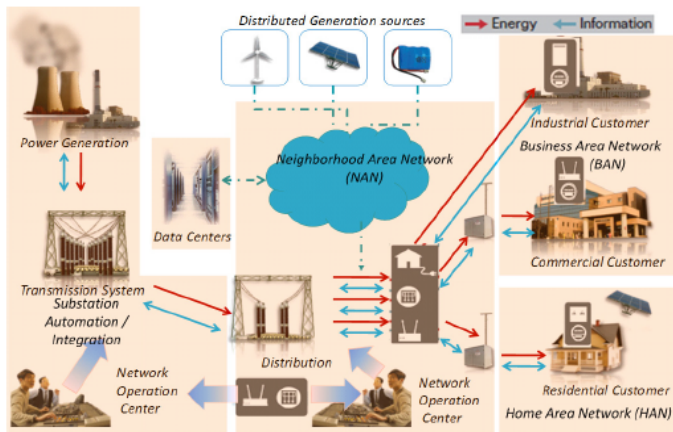 Distributed Generation sources
Energy
Information
Power Generation
Neighborhood Area Network
(NAN)
Industrial Customer
Business Area Network
(BAN)
Data Centers
Commercial Customer
Transmission System
Substation
Automation /
Integration
Distribution
Network
Operation
Center
Network
Operation
Center
Residential Customer
Home Area Network (HAN)